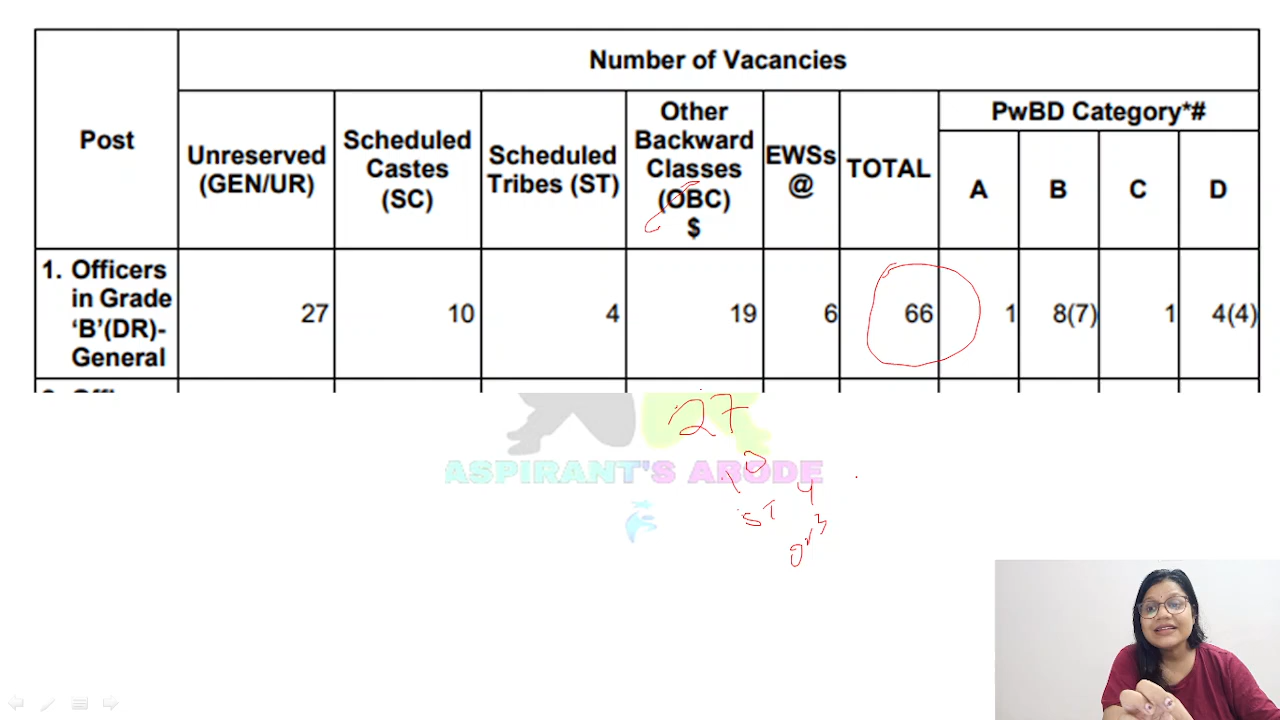 Number of Vacancies
Post
Unreserved
(GEN/UR)
Scheduled
Castes
(SC)
Scheduled
Tribes (ST)
Other
Backward
Classes
(OBC)
$
EWSs
@
TOTAL
PwBD Category*#
A
B
C
D
1. Officers
in Grade
‘B’(DR)-
General
27
10
4
19
6
66
1
8(7)
1
4(4)
27
10
ST 4
ASPIRANT'S ABODE